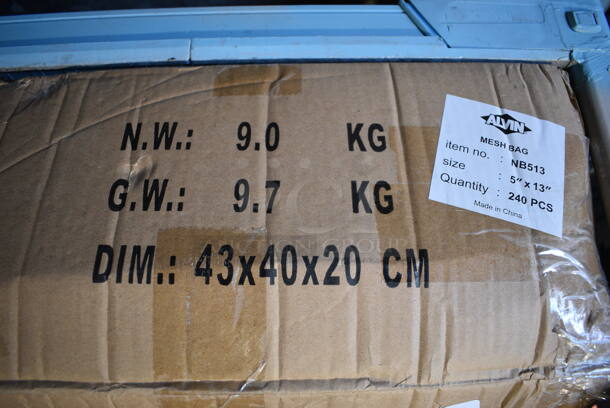 N.W.: 9.0 KG
G.W.: 9.7 KG
DIM.: 43x40x20 CM
ALVIN
MESH BAG
item no. : NB513
size : 5" x 13"
Quantity : 240 PCS
Made in China